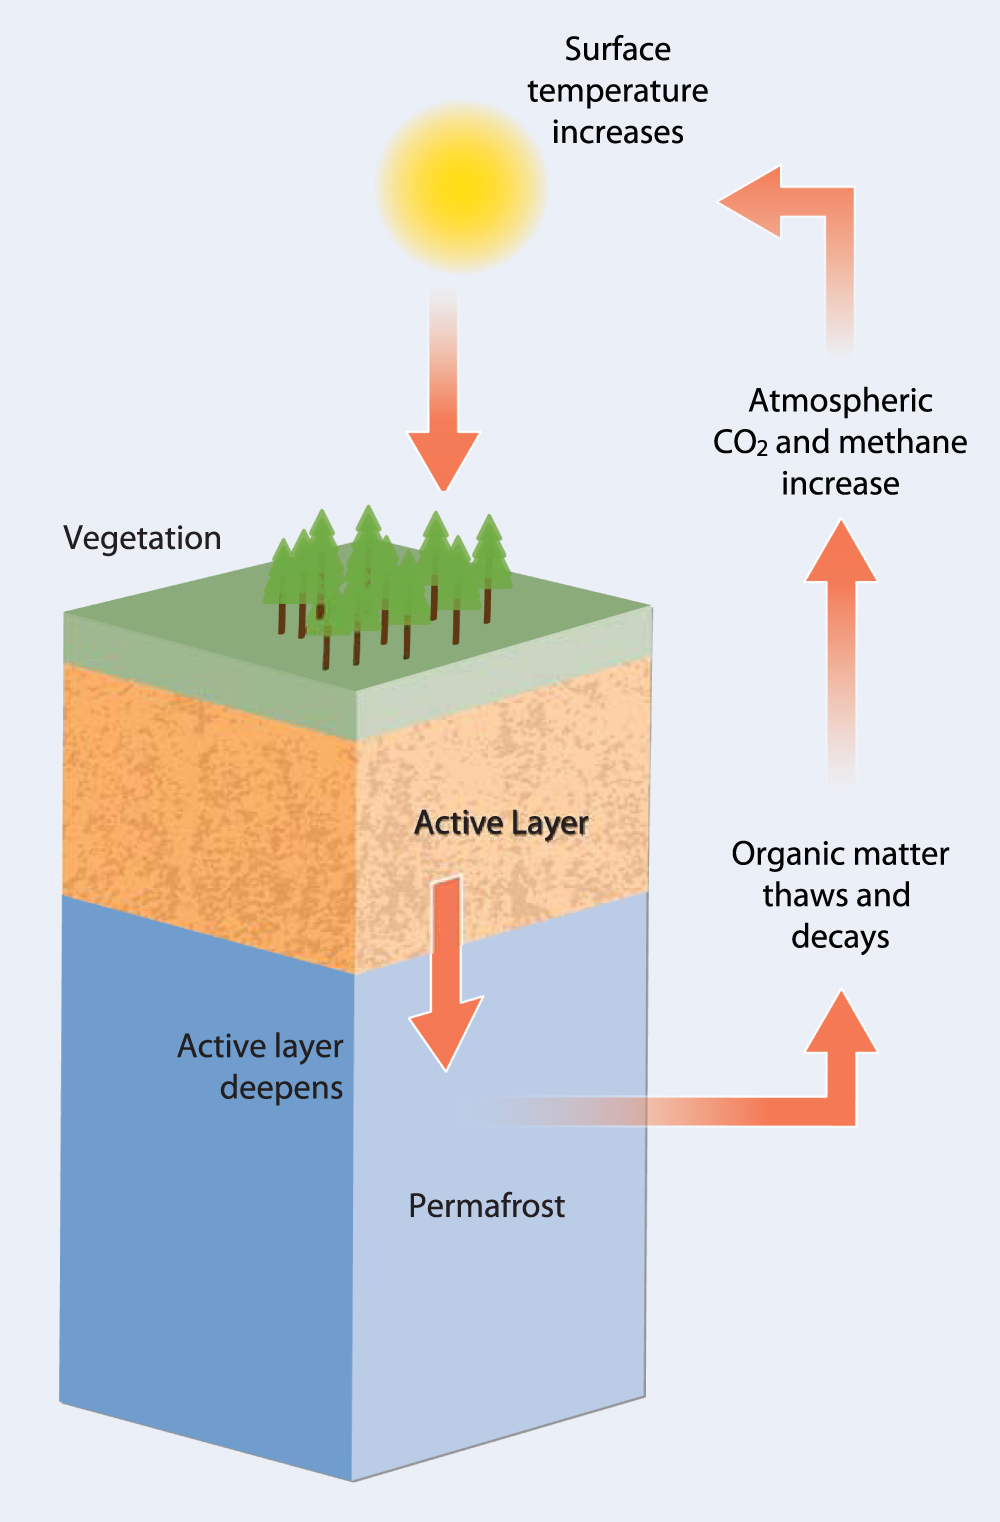 Surface
temperature
increases
Atmospheric
CO₂ and methane
increase
Vegetation
Active Layer
Organic matter
thaws and
decays
Active layer
deepens
Permafrost